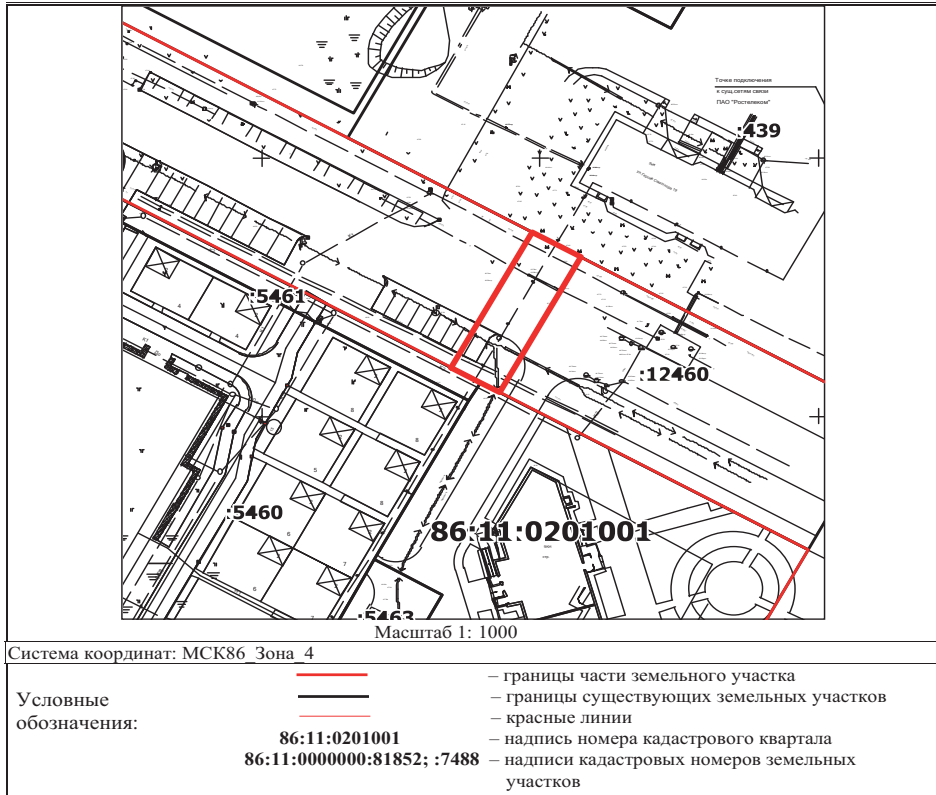 Точке подключения
к сущ.сетям связи
ПАО "Ростелеком"
:439
:5461
:12460
:5460
86:11:0201001
:5463
Масштаб 1: 1000
Система координат: МСК86_Зона_4
Условные обозначения:
– границы части земельного участка
– границы существующих земельных участков
– красные линии
86:11:0201001 – надпись номера кадастрового квартала
86:11:0000000:81852; :7488 – надписи кадастровых номеров земельных
участков